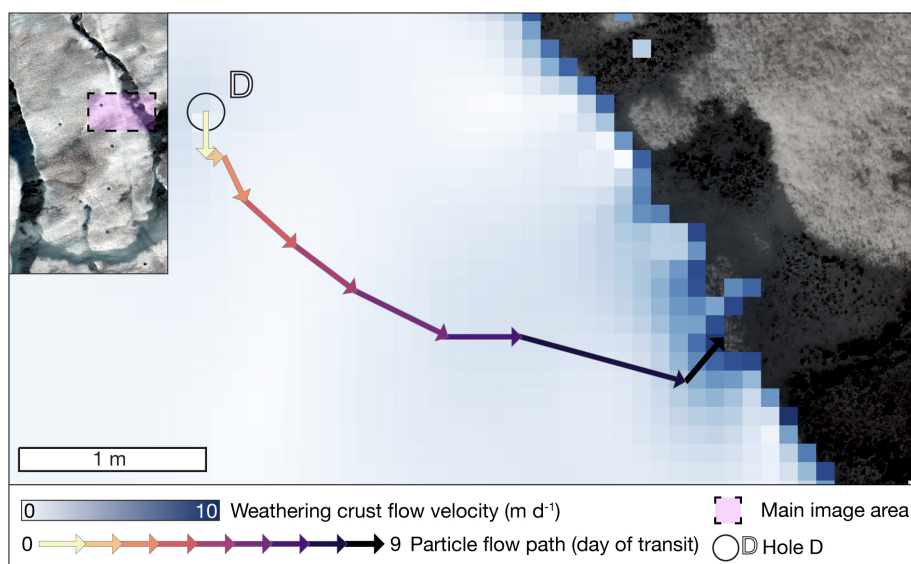 𝔻
1 m
0 10 Weathering crust flow velocity (m d⁻¹)
Main image area
0 9 Particle flow path (day of transit)
𝔻 Hole D